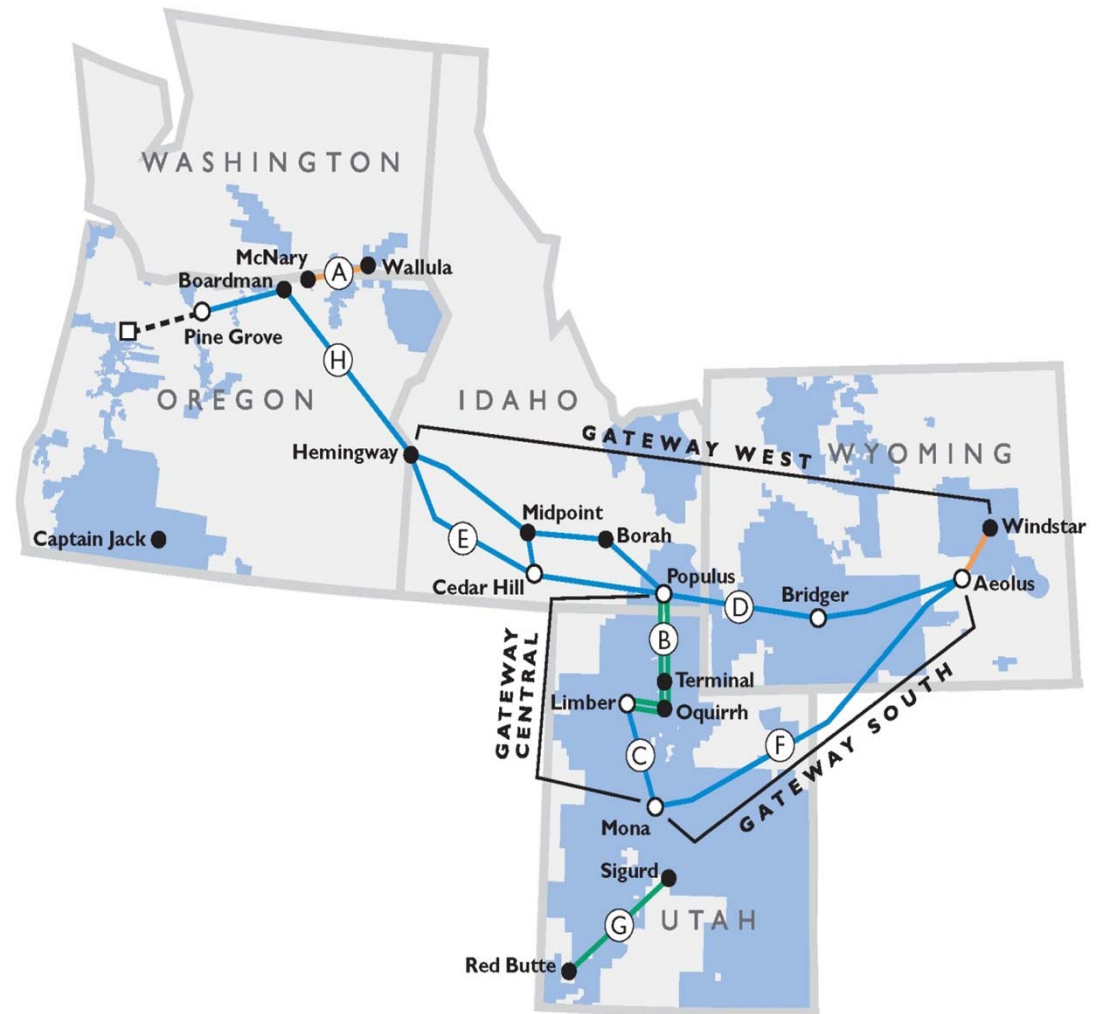 WASHINGTON
McNary
A
Wallula
Boardman
Pine Grove
H
OREGON
IDAHO
GATEWAY WEST
WYOMING
Hemingway
Captain Jack
E
Midpoint
Borah
Windstar
Cedar Hill
Populus
D
Bridger
Aeolus
GATEWAY
CENTRAL
B
Terminal
Limber
Oquirrh
C
F
GATEWAY SOUTH
Mona
Sigurd
G
UTAH
Red Butte